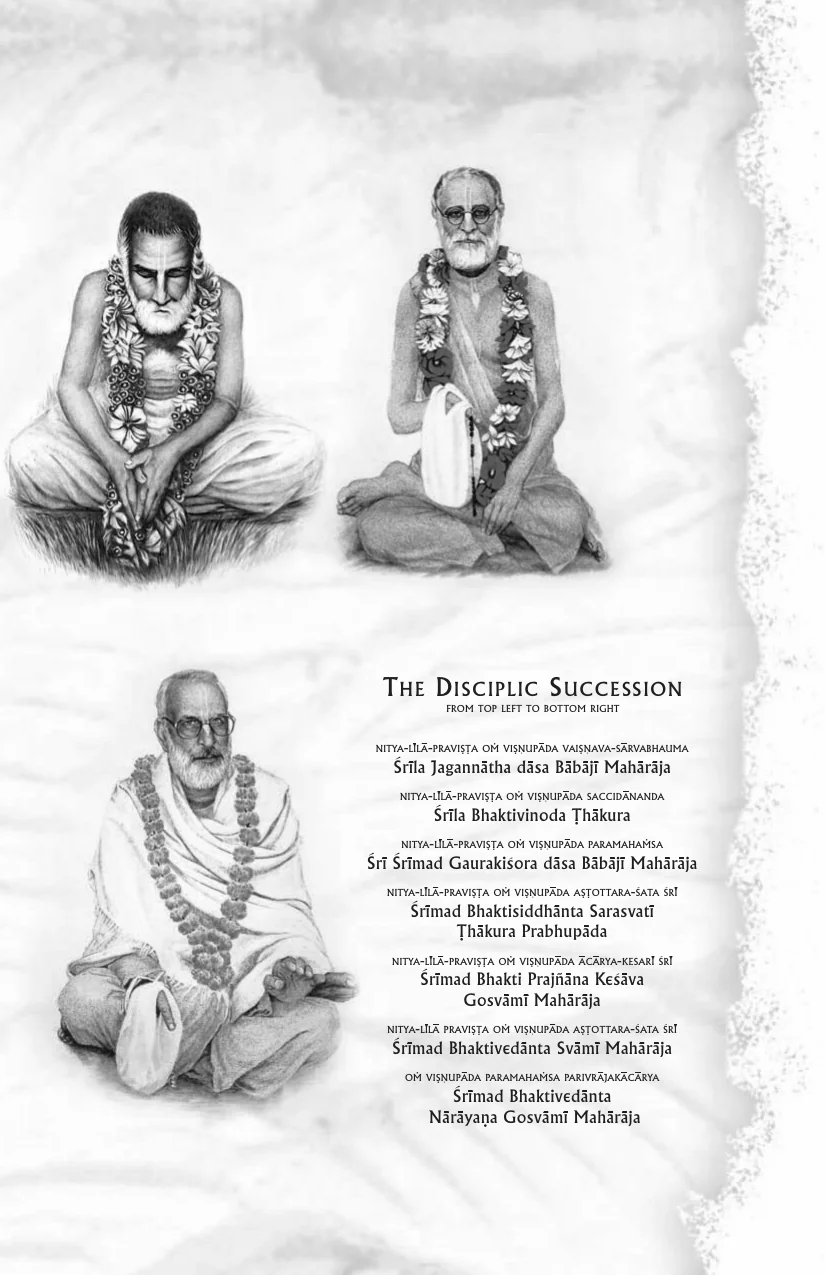 The Disciplic Succession
from top left to bottom right
nitya-līlā-praviṣṭa oṁ viṣṇupāda vaiṣṇava-sārvabhauma
Śrīla Jagannātha dāsa Bābājī Mahārāja
nitya-līlā-praviṣṭa oṁ viṣṇupāda saccidānanda
Śrīla Bhaktivinoda Ṭhākura
nitya-līlā-praviṣṭa oṁ viṣṇupāda paramahaṁsa
Śrī Śrīmad Gaurakiśora dāsa Bābājī Mahārāja
nitya-līlā-praviṣṭa oṁ viṣṇupāda aṣṭottara-śata śrī
Śrīmad Bhaktisiddhānta Sarasvatī
Ṭhākura Prabhupāda
nitya-līlā-praviṣṭa oṁ viṣṇupāda ācārya-kesarī śrī
Śrīmad Bhakti Prajñāna Keśāva
Gosvāmī Mahārāja
nitya-līlā praviṣṭa oṁ viṣṇupāda aṣṭottara-śata śrī
Śrīmad Bhaktivedānta Svāmī Mahārāja
oṁ viṣṇupāda paramahaṁsa parivrājakācārya
Śrīmad Bhaktivedānta
Nārāyaṇa Gosvāmī Mahārāja